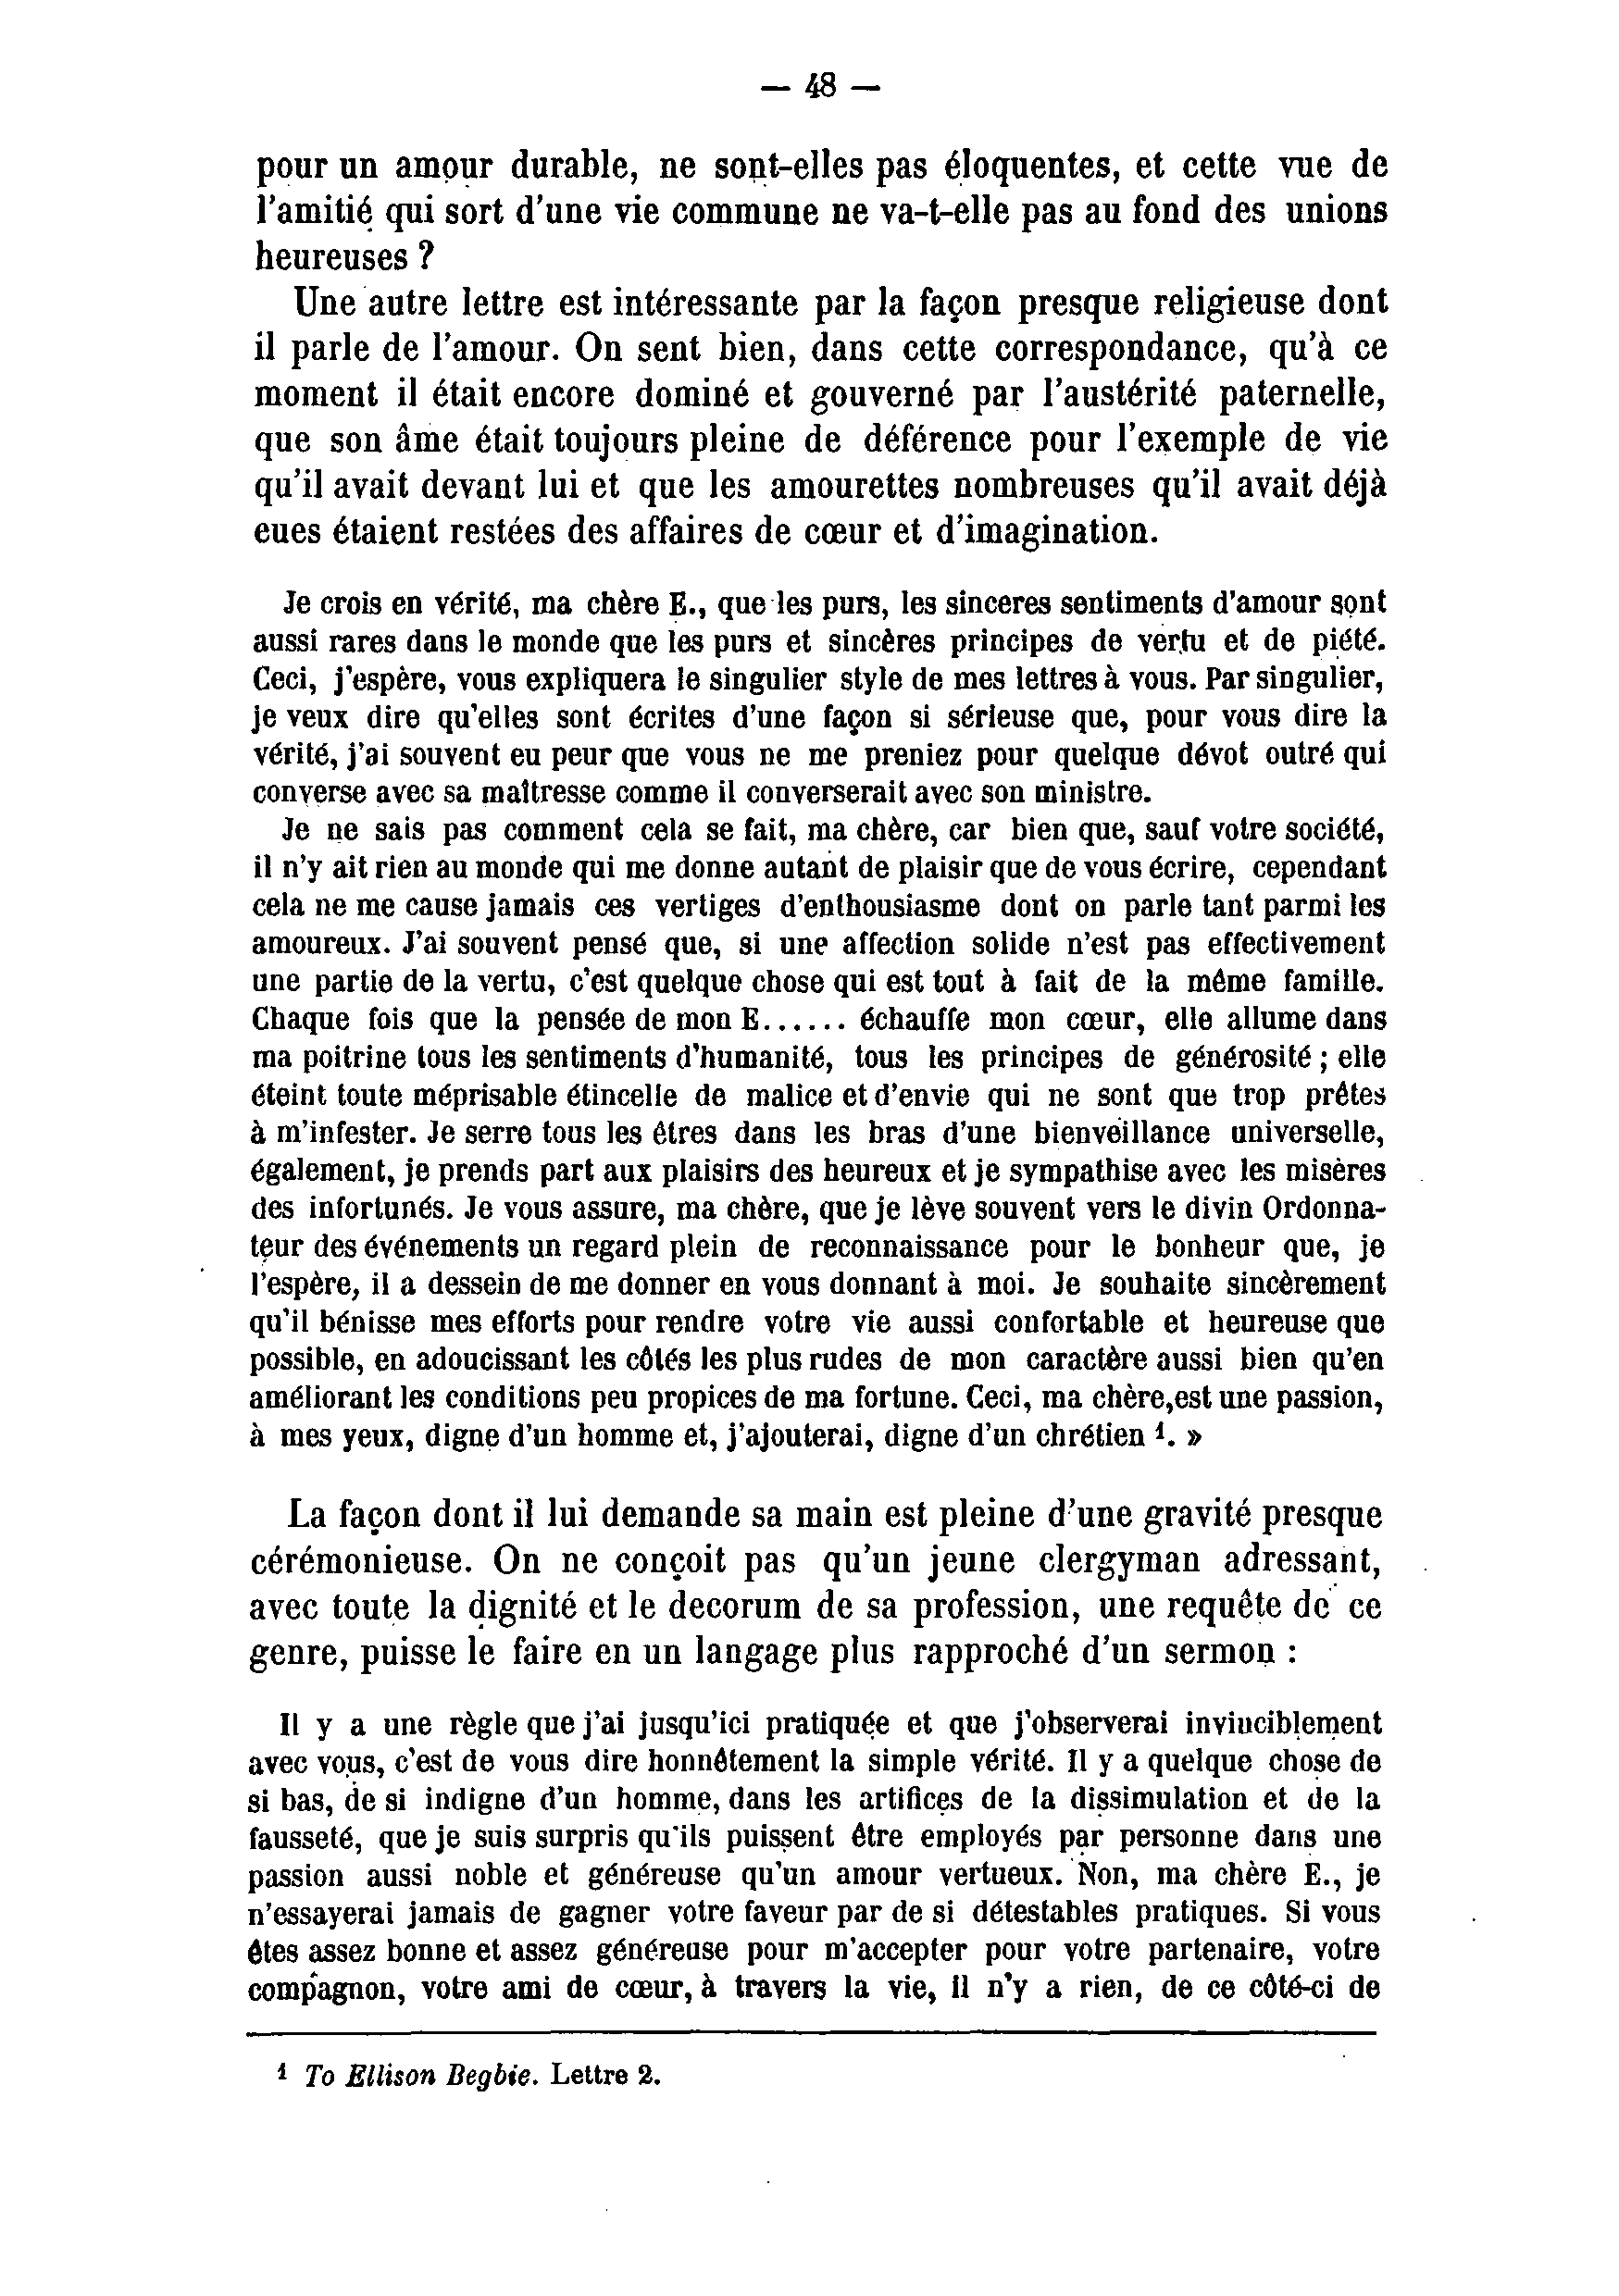 — 48 —
pour un amour durable, ne sont-elles pas éloquentes, et cette vue de
l'amitié qui sort d'une vie commune ne va-t-elle pas au fond des unions
heureuses ?
Une autre lettre est intéressante par la façon presque religieuse dont
il parle de l'amour. On sent bien, dans cette correspondance, qu'à ce
moment il était encore dominé et gouverné par l'austérité paternelle,
que son âme était toujours pleine de déférence pour l'exemple de vie
qu'il avait devant lui et que les amourettes nombreuses qu'il avait déjà
eues étaient restées des affaires de cœur et d'imagination.
Je crois en vérité, ma chère E., que les purs, les sinceres sentiments d'amour sont
aussi rares dans le monde que les purs et sincères principes de vertu et de piété.
Ceci, j'espère, vous expliquera le singulier style de mes lettres à vous. Par singulier,
je veux dire qu'elles sont écrites d'une façon si sérieuse que, pour vous dire la
vérité, j'ai souvent eu peur que vous ne me preniez pour quelque dévot outré qui
converse avec sa maîtresse comme il converserait avec son ministre.
Je ne sais pas comment cela se fait, ma chère, car bien que, sauf votre société,
il n'y ait rien au monde qui me donne autant de plaisir que de vous écrire, cependant
cela ne me cause jamais ces vertiges d'enthousiasme dont on parle tant parmi les
amoureux. J'ai souvent pensé que, si une affection solide n'est pas effectivement
une partie de la vertu, c'est quelque chose qui est tout à fait de la même famille.
Chaque fois que la pensée de mon E...... échauffe mon cœur, elle allume dans
ma poitrine tous les sentiments d'humanité, tous les principes de générosité ; elle
éteint toute méprisable étincelle de malice et d'envie qui ne sont que trop prêtes
à m'infester. Je serre tous les êtres dans les bras d'une bienveillance universelle,
également, je prends part aux plaisirs des heureux et je sympathise avec les misères
des infortunés. Je vous assure, ma chère, que je lève souvent vers le divin Ordonna-
teur des événements un regard plein de reconnaissance pour le bonheur que, je
l'espère, il a dessein de me donner en vous donnant à moi. Je souhaite sincèrement
qu'il bénisse mes efforts pour rendre votre vie aussi confortable et heureuse que
possible, en adoucissant les côtés les plus rudes de mon caractère aussi bien qu'en
améliorant les conditions peu propices de ma fortune. Ceci, ma chère,est une passion,
à mes yeux, digne d'un homme et, j'ajouterai, digne d'un chrétien ¹. »
La façon dont il lui demande sa main est pleine d'une gravité presque
cérémonieuse. On ne conçoit pas qu'un jeune clergyman adressant,
avec toute la dignité et le decorum de sa profession, une requête de ce
genre, puisse le faire en un langage plus rapproché d'un sermon :
Il y a une règle que j'ai jusqu'ici pratiquée et que j'observerai invinciblement
avec vous, c'est de vous dire honnêtement la simple vérité. Il y a quelque chose de
si bas, de si indigne d'un homme, dans les artifices de la dissimulation et de la
fausseté, que je suis surpris qu'ils puissent être employés par personne dans une
passion aussi noble et généreuse qu'un amour vertueux. Non, ma chère E., je
n'essayerai jamais de gagner votre faveur par de si détestables pratiques. Si vous
êtes assez bonne et assez généreuse pour m'accepter pour votre partenaire, votre
compagnon, votre ami de cœur, à travers la vie, il n'y a rien, de ce côté-ci de
¹ To Ellison Begbie. Lettre 2.